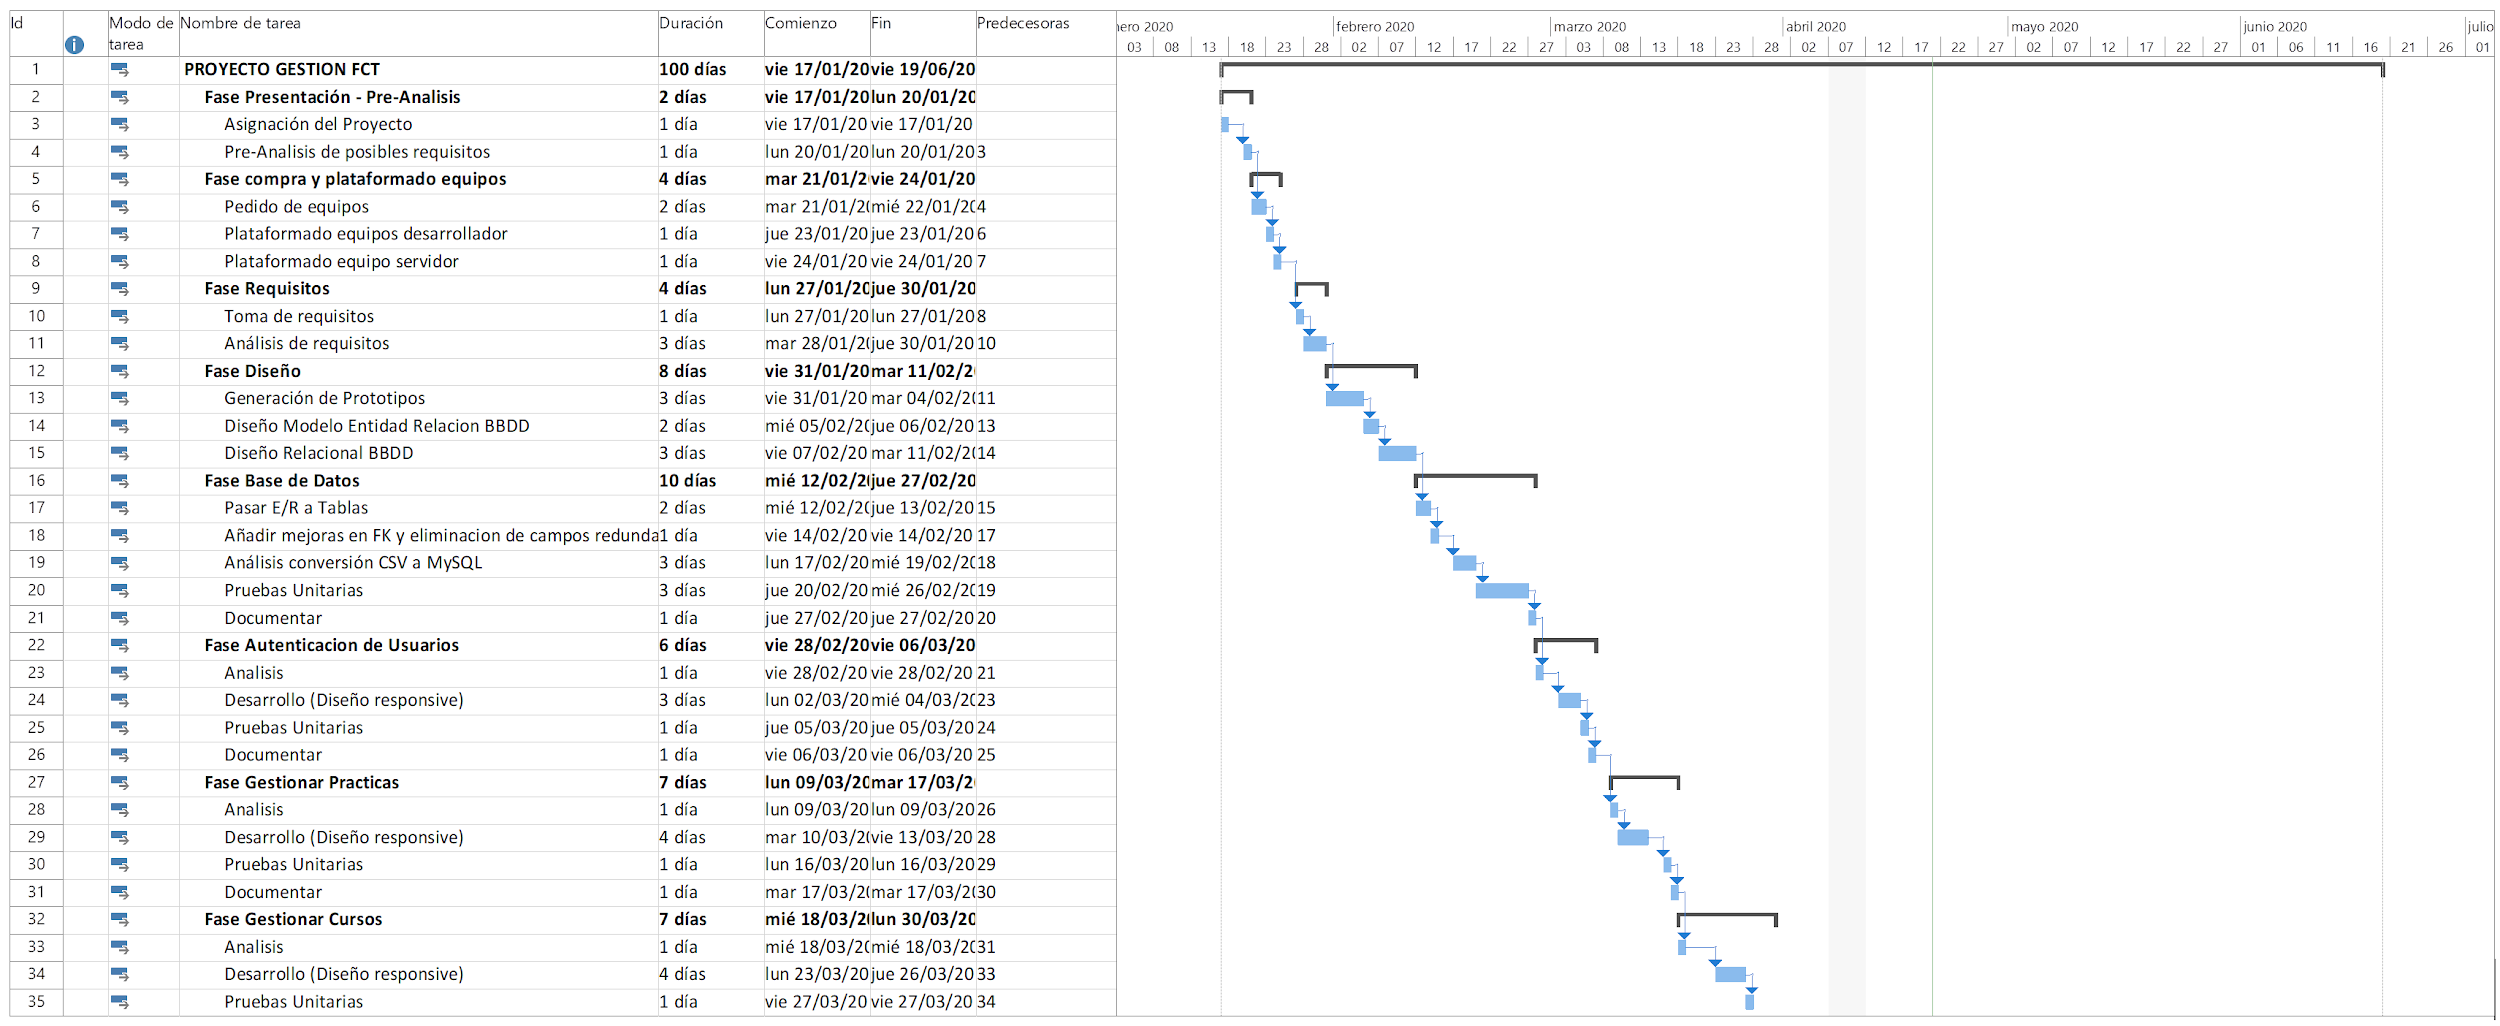 Id Modo de tarea Nombre de tarea Duración Comienzo Fin Predecesoras
nero 2020 febrero 2020 marzo 2020 abril 2020 mayo 2020 junio 2020 julio
03 08 13 18 23 28 02 07 12 17 22 27 03 08 13 18 23 28 02 07 12 17 22 27 02 07 12 17 22 27 01 06 11 16 21 26 01
1 PROYECTO GESTION FCT 100 días vie 17/01/20 vie 19/06/20
2 Fase Presentación - Pre-Analisis 2 días vie 17/01/20 lun 20/01/20
3 Asignación del Proyecto 1 día vie 17/01/20 vie 17/01/20
4 Pre-Analisis de posibles requisitos 1 día lun 20/01/20 lun 20/01/20 3
5 Fase compra y plataformado equipos 4 días mar 21/01/2 vie 24/01/20
6 Pedido de equipos 2 días mar 21/01/20 mié 22/01/20 4
7 Plataformado equipos desarrollador 1 día jue 23/01/20 jue 23/01/20 6
8 Plataformado equipo servidor 1 día vie 24/01/20 vie 24/01/20 7
9 Fase Requisitos 4 días lun 27/01/20 jue 30/01/20
10 Toma de requisitos 1 día lun 27/01/20 lun 27/01/20 8
11 Análisis de requisitos 3 días mar 28/01/20 jue 30/01/20 10
12 Fase Diseño 8 días vie 31/01/20 mar 11/02/2
13 Generación de Prototipos 3 días vie 31/01/20 mar 04/02/20 11
14 Diseño Modelo Entidad Relacion BBDD 2 días mié 05/02/20 jue 06/02/20 13
15 Diseño Relacional BBDD 3 días vie 07/02/20 mar 11/02/20 14
16 Fase Base de Datos 10 días mié 12/02/2 jue 27/02/20
17 Pasar E/R a Tablas 2 días mié 12/02/20 jue 13/02/20 15
18 Añadir mejoras en FK y eliminacion de campos redunda 1 día vie 14/02/20 vie 14/02/20 17
19 Análisis conversión CSV a MySQL 3 días lun 17/02/20 mié 19/02/20 18
20 Pruebas Unitarias 3 días jue 20/02/20 mié 26/02/20 19
21 Documentar 1 día jue 27/02/20 jue 27/02/20 20
22 Fase Autenticacion de Usuarios 6 días vie 28/02/20 vie 06/03/20
23 Analisis 1 día vie 28/02/20 vie 28/02/20 21
24 Desarrollo (Diseño responsive) 3 días lun 02/03/20 mié 04/03/20 23
25 Pruebas Unitarias 1 día jue 05/03/20 jue 05/03/20 24
26 Documentar 1 día vie 06/03/20 vie 06/03/20 25
27 Fase Gestionar Practicas 7 días lun 09/03/20 mar 17/03/2
28 Analisis 1 día lun 09/03/20 lun 09/03/20 26
29 Desarrollo (Diseño responsive) 4 días mar 10/03/20 vie 13/03/20 28
30 Pruebas Unitarias 1 día lun 16/03/20 lun 16/03/20 29
31 Documentar 1 día mar 17/03/20 mar 17/03/20 30
32 Fase Gestionar Cursos 7 días mié 18/03/2 lun 30/03/20
33 Analisis 1 día mié 18/03/20 mié 18/03/20 31
34 Desarrollo (Diseño responsive) 4 días lun 23/03/20 jue 26/03/20 33
35 Pruebas Unitarias 1 día vie 27/03/20 vie 27/03/20 34